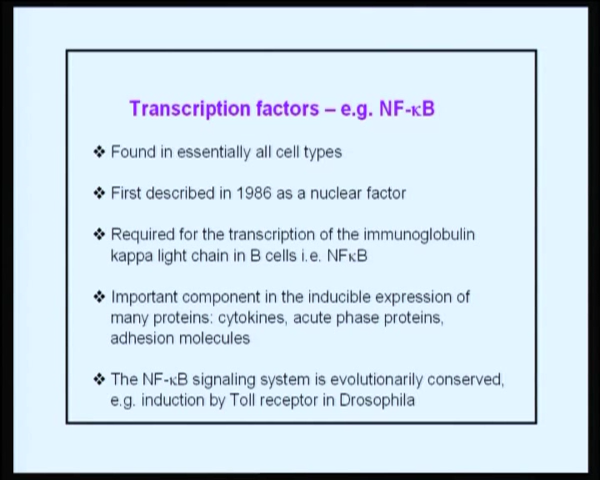 Transcription factors – e.g. NF-κB
❖ Found in essentially all cell types
❖ First described in 1986 as a nuclear factor
❖ Required for the transcription of the immunoglobulin
kappa light chain in B cells i.e. NFκB
❖ Important component in the inducible expression of
many proteins: cytokines, acute phase proteins,
adhesion molecules
❖ The NF-κB signaling system is evolutionarily conserved,
e.g. induction by Toll receptor in Drosophila